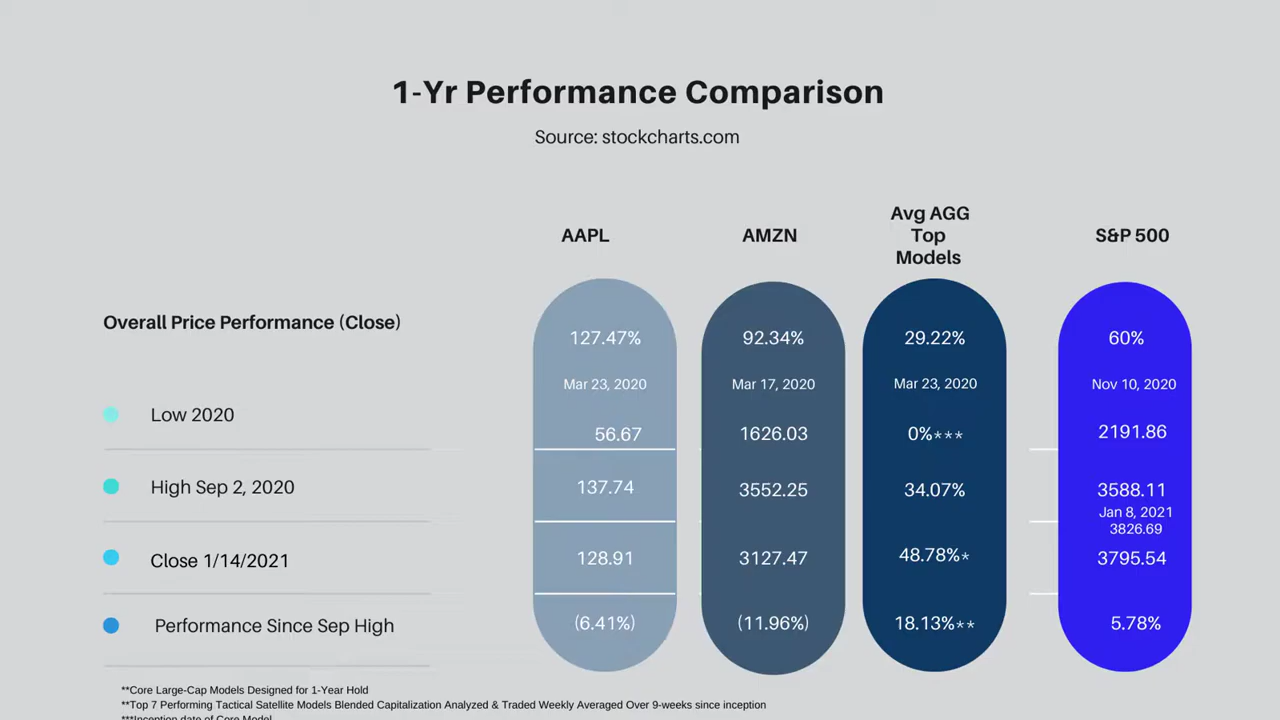 1-Yr Performance Comparison
Source: stockcharts.com
AAPL
AMZN
Avg AGG
Top
Models
S&P 500
Overall Price Performance (Close)
127.47%
92.34%
29.22%
60%
Mar 23, 2020
Mar 17, 2020
Mar 23, 2020
Nov 10, 2020
Low 2020
56.67
1626.03
0%***
2191.86
High Sep 2, 2020
137.74
3552.25
34.07%
3588.11
Jan 8, 2021
3826.69
Close 1/14/2021
128.91
3127.47
48.78%*
3795.54
Performance Since Sep High
(6.41%)
(11.96%)
18.13%**
5.78%
**Core Large-Cap Models Designed for 1-Year Hold
**Top 7 Performing Tactical Satellite Models Blended Capitalization Analyzed & Traded Weekly Averaged Over 9-weeks since inception
***Inception date of Core Model